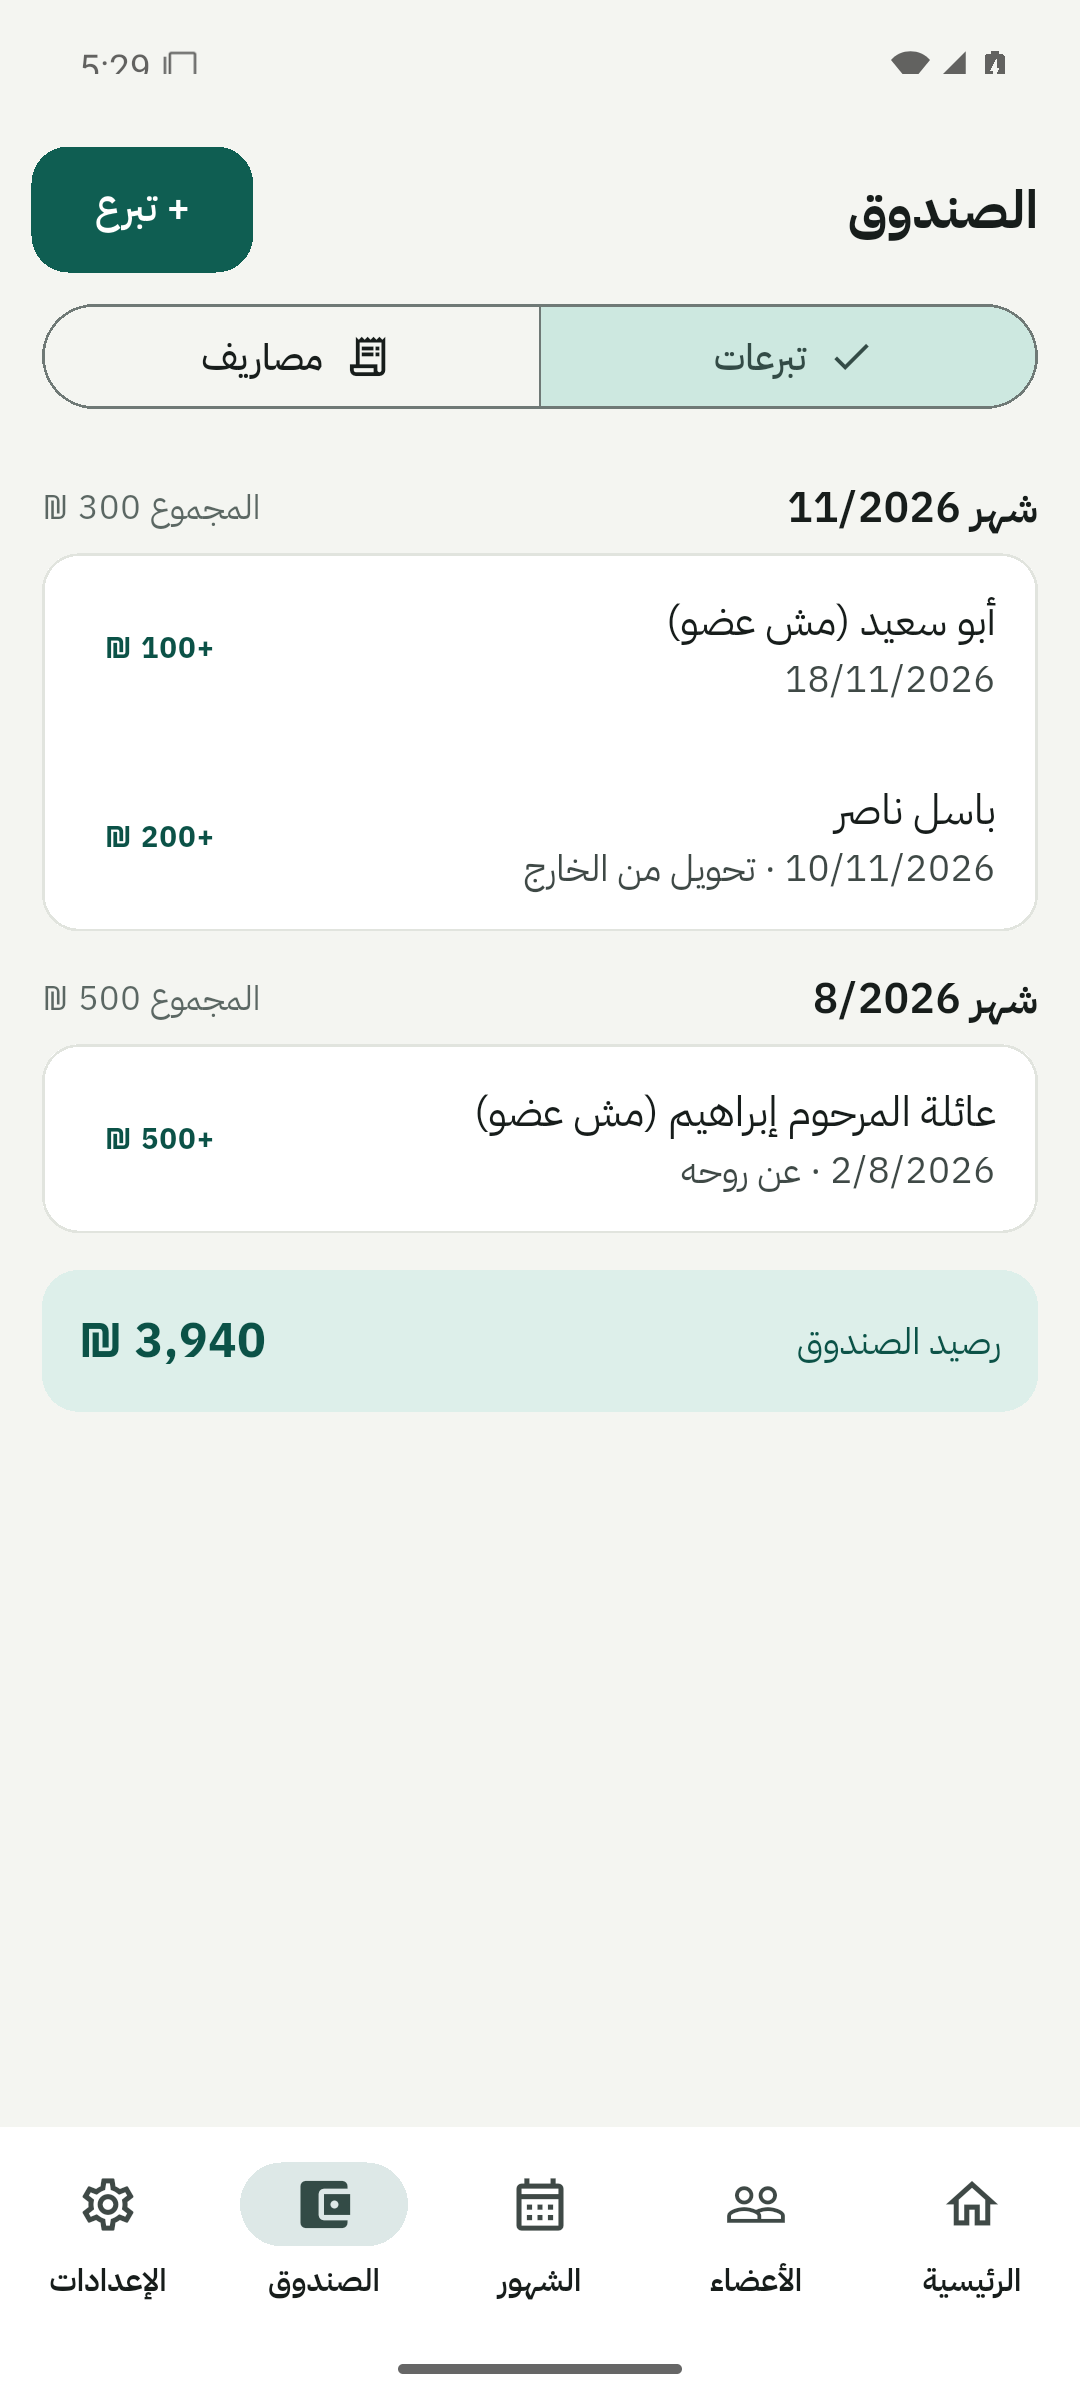 5:29
الصندوق
+ تبرع
تبرعات
مصاريف
شهر 11/2026
المجموع 300 ₪
أبو سعيد (مش عضو)
18/11/2026
+100 ₪
باسل ناصر
10/11/2026 · تحويل من الخارج
+200 ₪
شهر 8/2026
المجموع 500 ₪
عائلة المرحوم إبراهيم (مش عضو)
2/8/2026 · عن روحه
+500 ₪
رصيد الصندوق
3,940 ₪
الرئيسية
الأعضاء
الشهور
الصندوق
الإعدادات